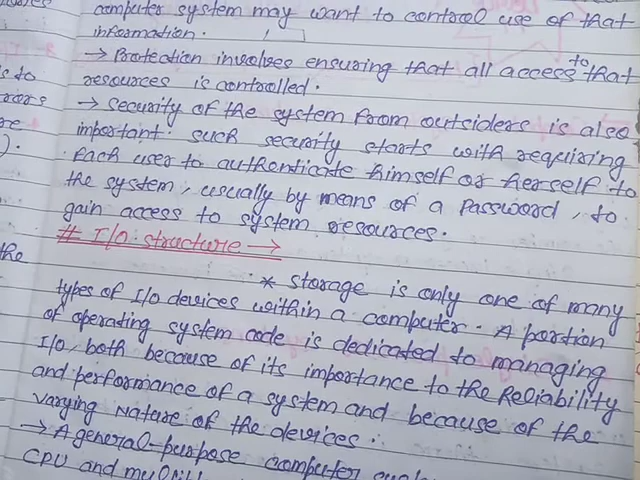 computer system may want to control use of that
information.
→ Protection involves ensuring that all access to that
resources is controlled.
→ security of the system from outsiders is also
important. such security starts with requiring
each user to authenticate himself or herself to
the system, usually by means of a password, to
gain access to system resources.
# I/O structure →
* storage is only one of many
types of I/o devices within a computer. A portion
of operating system code is dedicated to managing
I/o, both because of its importance to the Reliability
and performance of a system and because of the
varying Nature of the devices.
→ A general-purpose computer
CPU and
is to
the